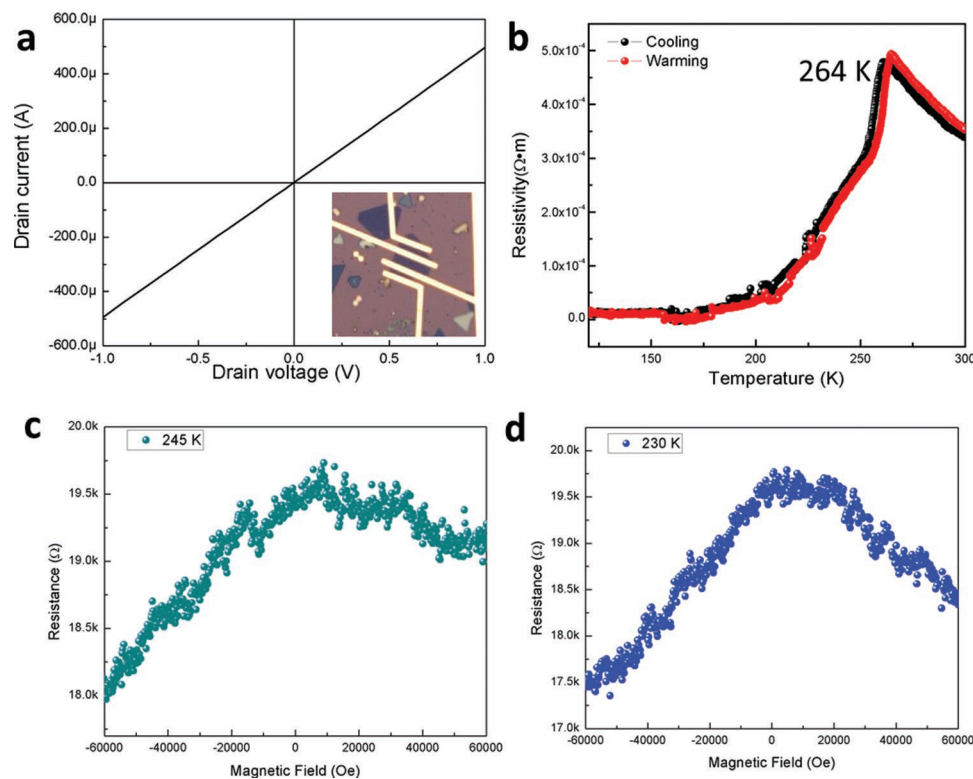 a
600.0μ
400.0μ
200.0μ
0.0
-200.0μ
-400.0μ
-600.0μ
Drain current (A)
-1.0 -0.5 0.0 0.5 1.0
Drain voltage (V)
b
Cooling
Warming
264 K
5.0x10⁻⁴
4.0x10⁻⁴
3.0x10⁻⁴
2.0x10⁻⁴
1.0x10⁻⁴
0.0
Resistivity(Ω•m)
150 200 250 300
Temperature (K)
c
245 K
20.0k
19.5k
19.0k
18.5k
18.0k
Resistance (Ω)
-60000 -40000 -20000 0 20000 40000 60000
Magnetic Field (Oe)
d
230 K
20.0k
19.5k
19.0k
18.5k
18.0k
17.5k
17.0k
Resistance (Ω)
-60000 -40000 -20000 0 20000 40000 60000
Magnetic Field (Oe)